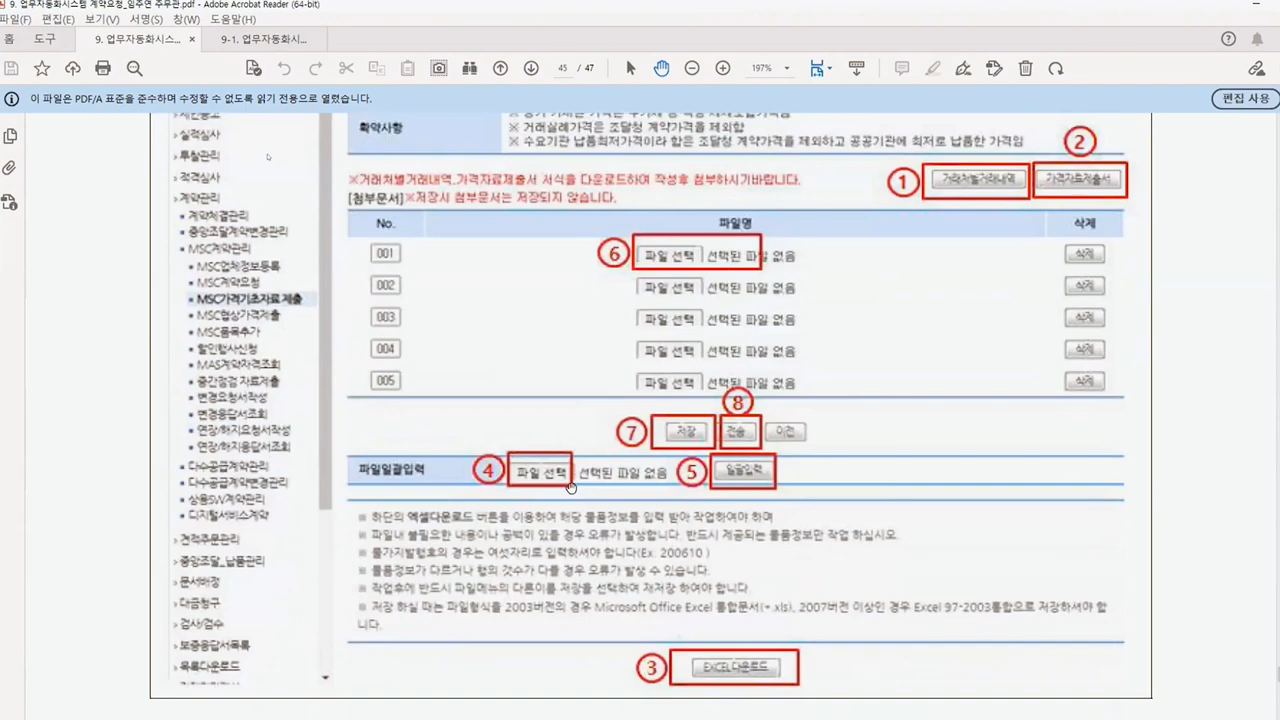 9. 업무자동화시스템 계약요청_임주연 주무관.pdf - Adobe Acrobat Reader (64-bit)
파일(F) 편집(E) 보기(V) 서명(S) 창(W) 도움말(H)
홈 도구 9. 업무자동화시스... × 9-1. 업무자동화시...
45 / 47 197%
이 파일은 PDF/A 표준을 준수하며 수정할 수 없도록 읽기 전용으로 열렸습니다. 편집 사용
실적심사
투찰관리
적격심사
계약관리
계약체결관리
중앙조달계약변경관리
MSC계약관리
MSC업체정보등록
MSC계약요청
MSC가격기초자료 제출
MSC협상가격제출
MSC품목추가
할인행사신청
MAS계약자격조회
중간점검 자료제출
변경요청서작성
변경응답서조회
연장/하지요청서작성
연장/하지응답서조회
다수공급계약관리
다수공급계약변경관리
상용SW계약관리
디지털서비스계약
견적주문관리
중앙조달_납품관리
문서배정
대금청구
검사/검수
보증응답서목록
목록다운로드
확약사항
※ 거래실례가격은 조달청 계약가격을 제외함
※ 수요기관 납품최저가격이라 함은 조달청 계약가격을 제외하고 공공기관에 최저로 납품한 가격임
②
※거래처별거래내역,가격자료제출서 서식을 다운로드하여 작성후 첨부하시기바랍니다. ① 거래처별거래내역 가격자료제출서
[첨부문서]※저장시 첨부문서는 저장되지 않습니다.
No. 파일명 삭제
001 ⑥ 파일 선택 선택된 파일 없음 삭제
002 파일 선택 선택된 파일 없음 삭제
003 파일 선택 선택된 파일 없음 삭제
004 파일 선택 선택된 파일 없음 삭제
005 파일 선택 선택된 파일 없음 삭제
⑧
⑦ 저장 전송 이전
파일일괄입력 ④ 파일 선택 선택된 파일 없음 ⑤ 일괄입력
※ 하단의 엑셀다운로드 버튼을 이용하여 해당 물품정보를 입력 받아 작업하여야 하며
※ 파일내 불필요한 내용이나 공백이 있을 경우 오류가 발생합니다. 반드시 제공되는 물품정보만 작업 하십시오.
※ 물가지발행호의 경우는 여섯자리로 입력하셔야 합니다(Ex. 200610 )
※ 물품정보가 다르거나 행의 갯수가 다를 경우 오류가 발생할 수 있습니다.
※ 작업후에 반드시 파일메뉴의 다른이름 저장을 선택하여 재저장 하여야 합니다.
※ 저장 하실 때는 파일형식을 2003버전의 경우 Microsoft Office Excel 통합문서(*.xls), 2007버전 이상인 경우 Excel 97-2003통합으로 저장하셔야 합
니다.
③ EXCEL다운로드